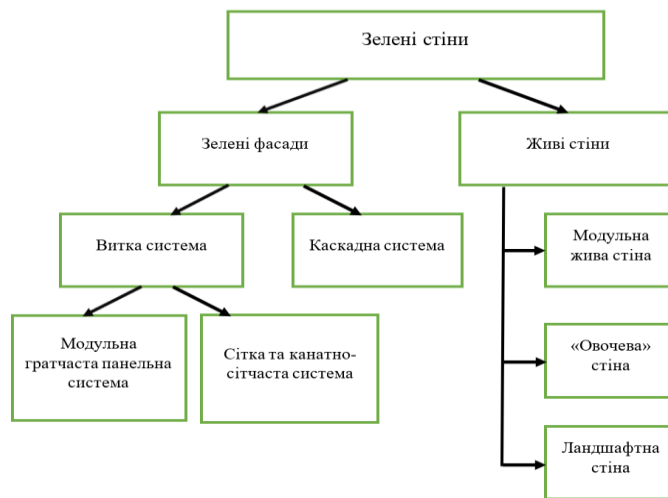 Зелені стіни
Зелені фасади
Живі стіни
Витка система
Каскадна система
Модульна
жива стіна
Модульна
гратчаста панельна
система
Сітка та канатно-
сітчаста система
«Овочева»
стіна
Ландшафтна
стіна